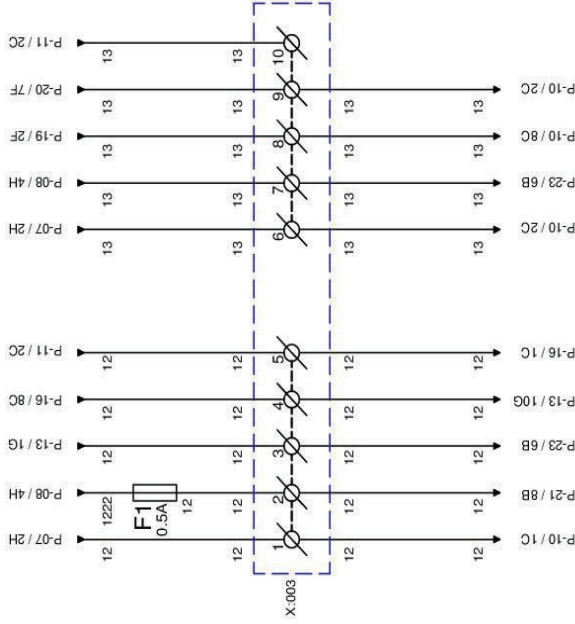 P-11 / 2C
13
13
10
P-20 / 7F
13
13
9
13
13
P-10 / 2C
P-19 / 2F
13
13
8
13
13
P-10 / 8C
P-08 / 4H
13
13
7
13
13
P-23 / 6B
P-07 / 2H
13
13
6
13
13
P-10 / 2C
P-11 / 2C
12
12
5
12
12
P-16 / 1C
P-16 / 8C
12
12
4
12
12
P-13 / 10G
P-13 / 1G
12
12
3
12
12
P-23 / 6B
P-08 / 4H
1222
F1
0.5A
12
12
2
12
12
P-21 / 8B
P-07 / 2H
12
12
1
12
12
P-10 / 1C
X:003